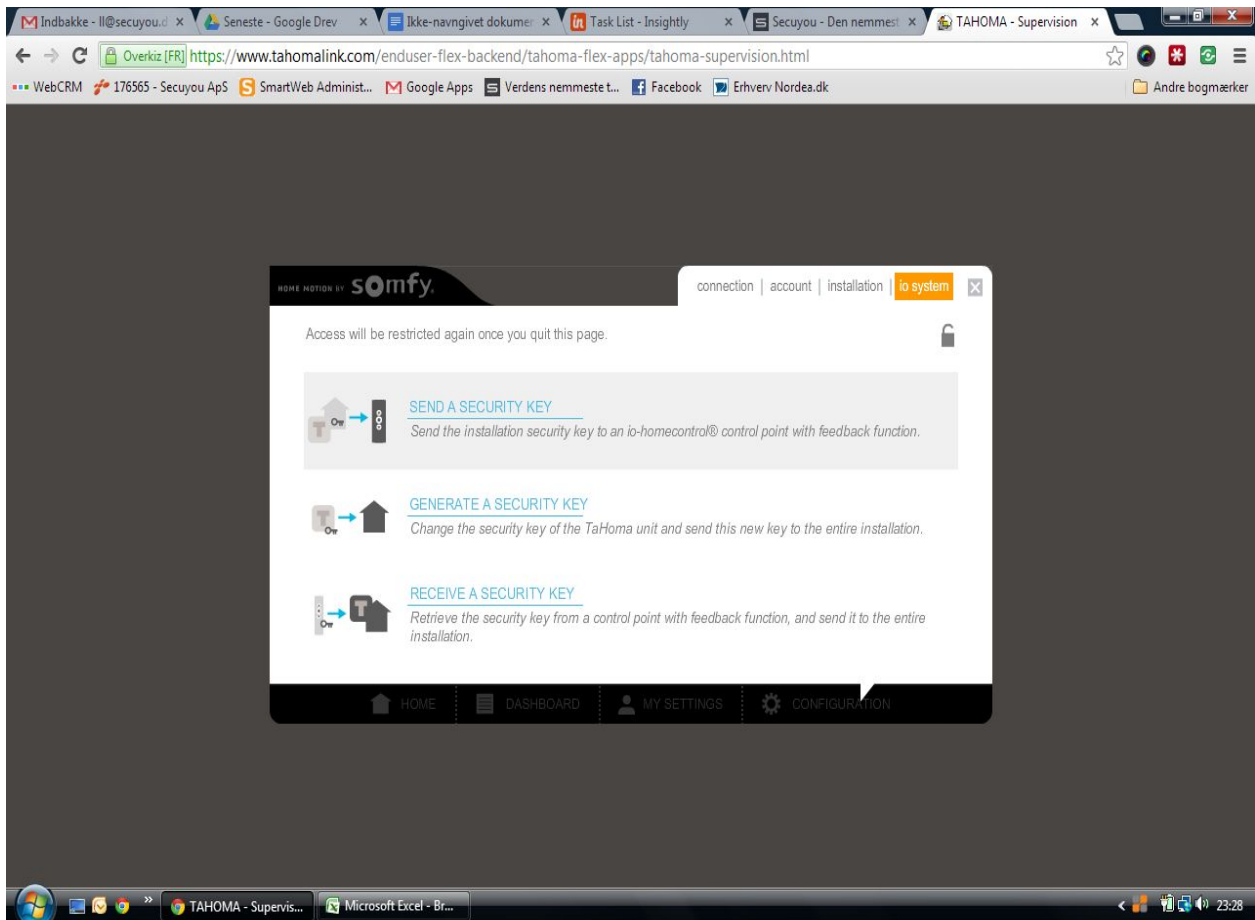 Indbakke - ll@secuyou.d
Seneste - Google Drev
Ikke-navngivet dokumen
Task List - Insightly
Secuyou - Den nemmest
TAHOMA - Supervision
Overkiz [FR] https://www.tahomalink.com/enduser-flex-backend/tahoma-flex-apps/tahoma-supervision.html
WebCRM 176565 - Secuyou ApS SmartWeb Administ... Google Apps Verdens nemmeste t... Facebook Erhverv Nordea.dk Andre bogmærker
HOME MOTION BY somfy. connection | account | installation | io system
Access will be restricted again once you quit this page.
SEND A SECURITY KEY
Send the installation security key to an io-homecontrol® control point with feedback function.
T
GENERATE A SECURITY KEY
Change the security key of the TaHoma unit and send this new key to the entire installation.
T
RECEIVE A SECURITY KEY
Retrieve the security key from a control point with feedback function, and send it to the entire
installation.
T
HOME DASHBOARD MY SETTINGS CONFIGURATION
TAHOMA - Supervis... Microsoft Excel - Br... 23:28